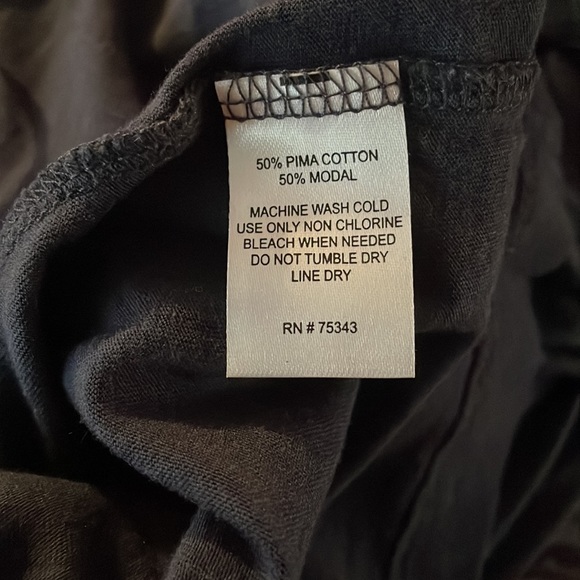 50% PIMA COTTON
50% MODAL
MACHINE WASH COLD
USE ONLY NON CHLORINE
BLEACH WHEN NEEDED
DO NOT TUMBLE DRY
LINE DRY
RN # 75343